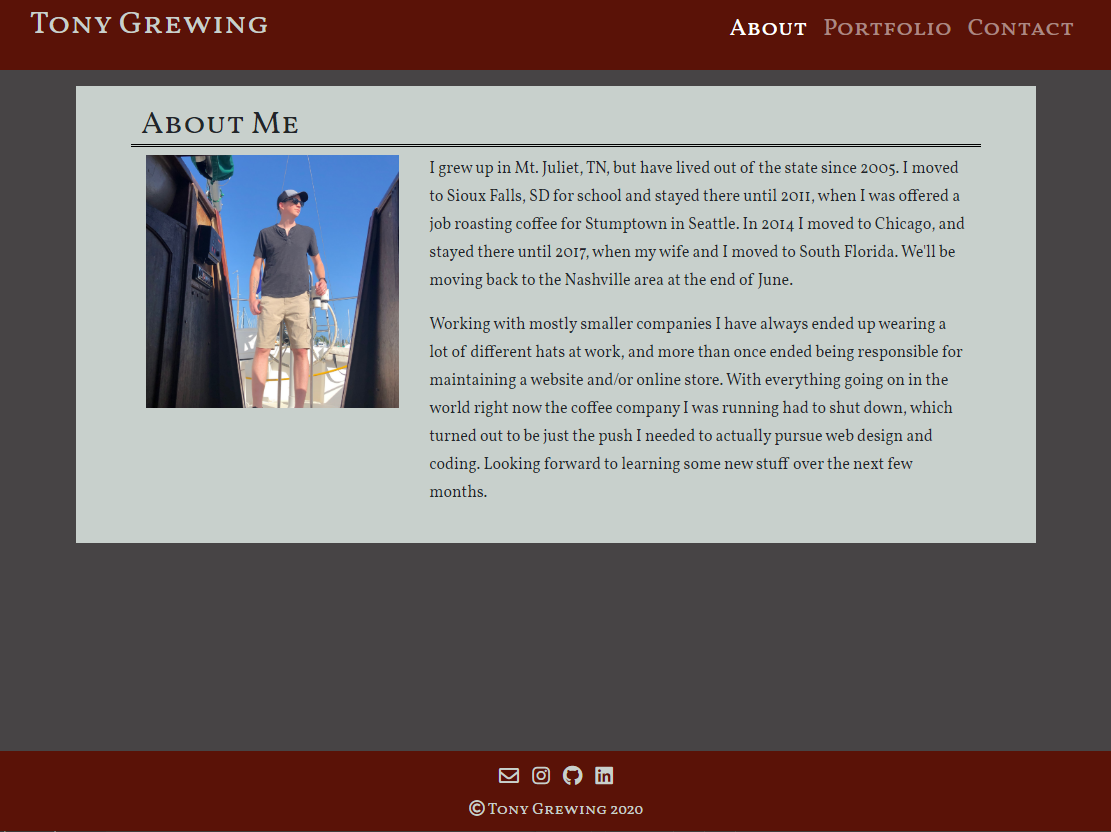 Tony Grewing
About Portfolio Contact
About Me
I grew up in Mt. Juliet, TN, but have lived out of the state since 2005. I moved
to Sioux Falls, SD for school and stayed there until 2011, when I was offered a
job roasting coffee for Stumptown in Seattle. In 2014 I moved to Chicago, and
stayed there until 2017, when my wife and I moved to South Florida. We'll be
moving back to the Nashville area at the end of June.
Working with mostly smaller companies I have always ended up wearing a
lot of different hats at work, and more than once ended being responsible for
maintaining a website and/or online store. With everything going on in the
world right now the coffee company I was running had to shut down, which
turned out to be just the push I needed to actually pursue web design and
coding. Looking forward to learning some new stuff over the next few
months.
© Tony Grewing 2020